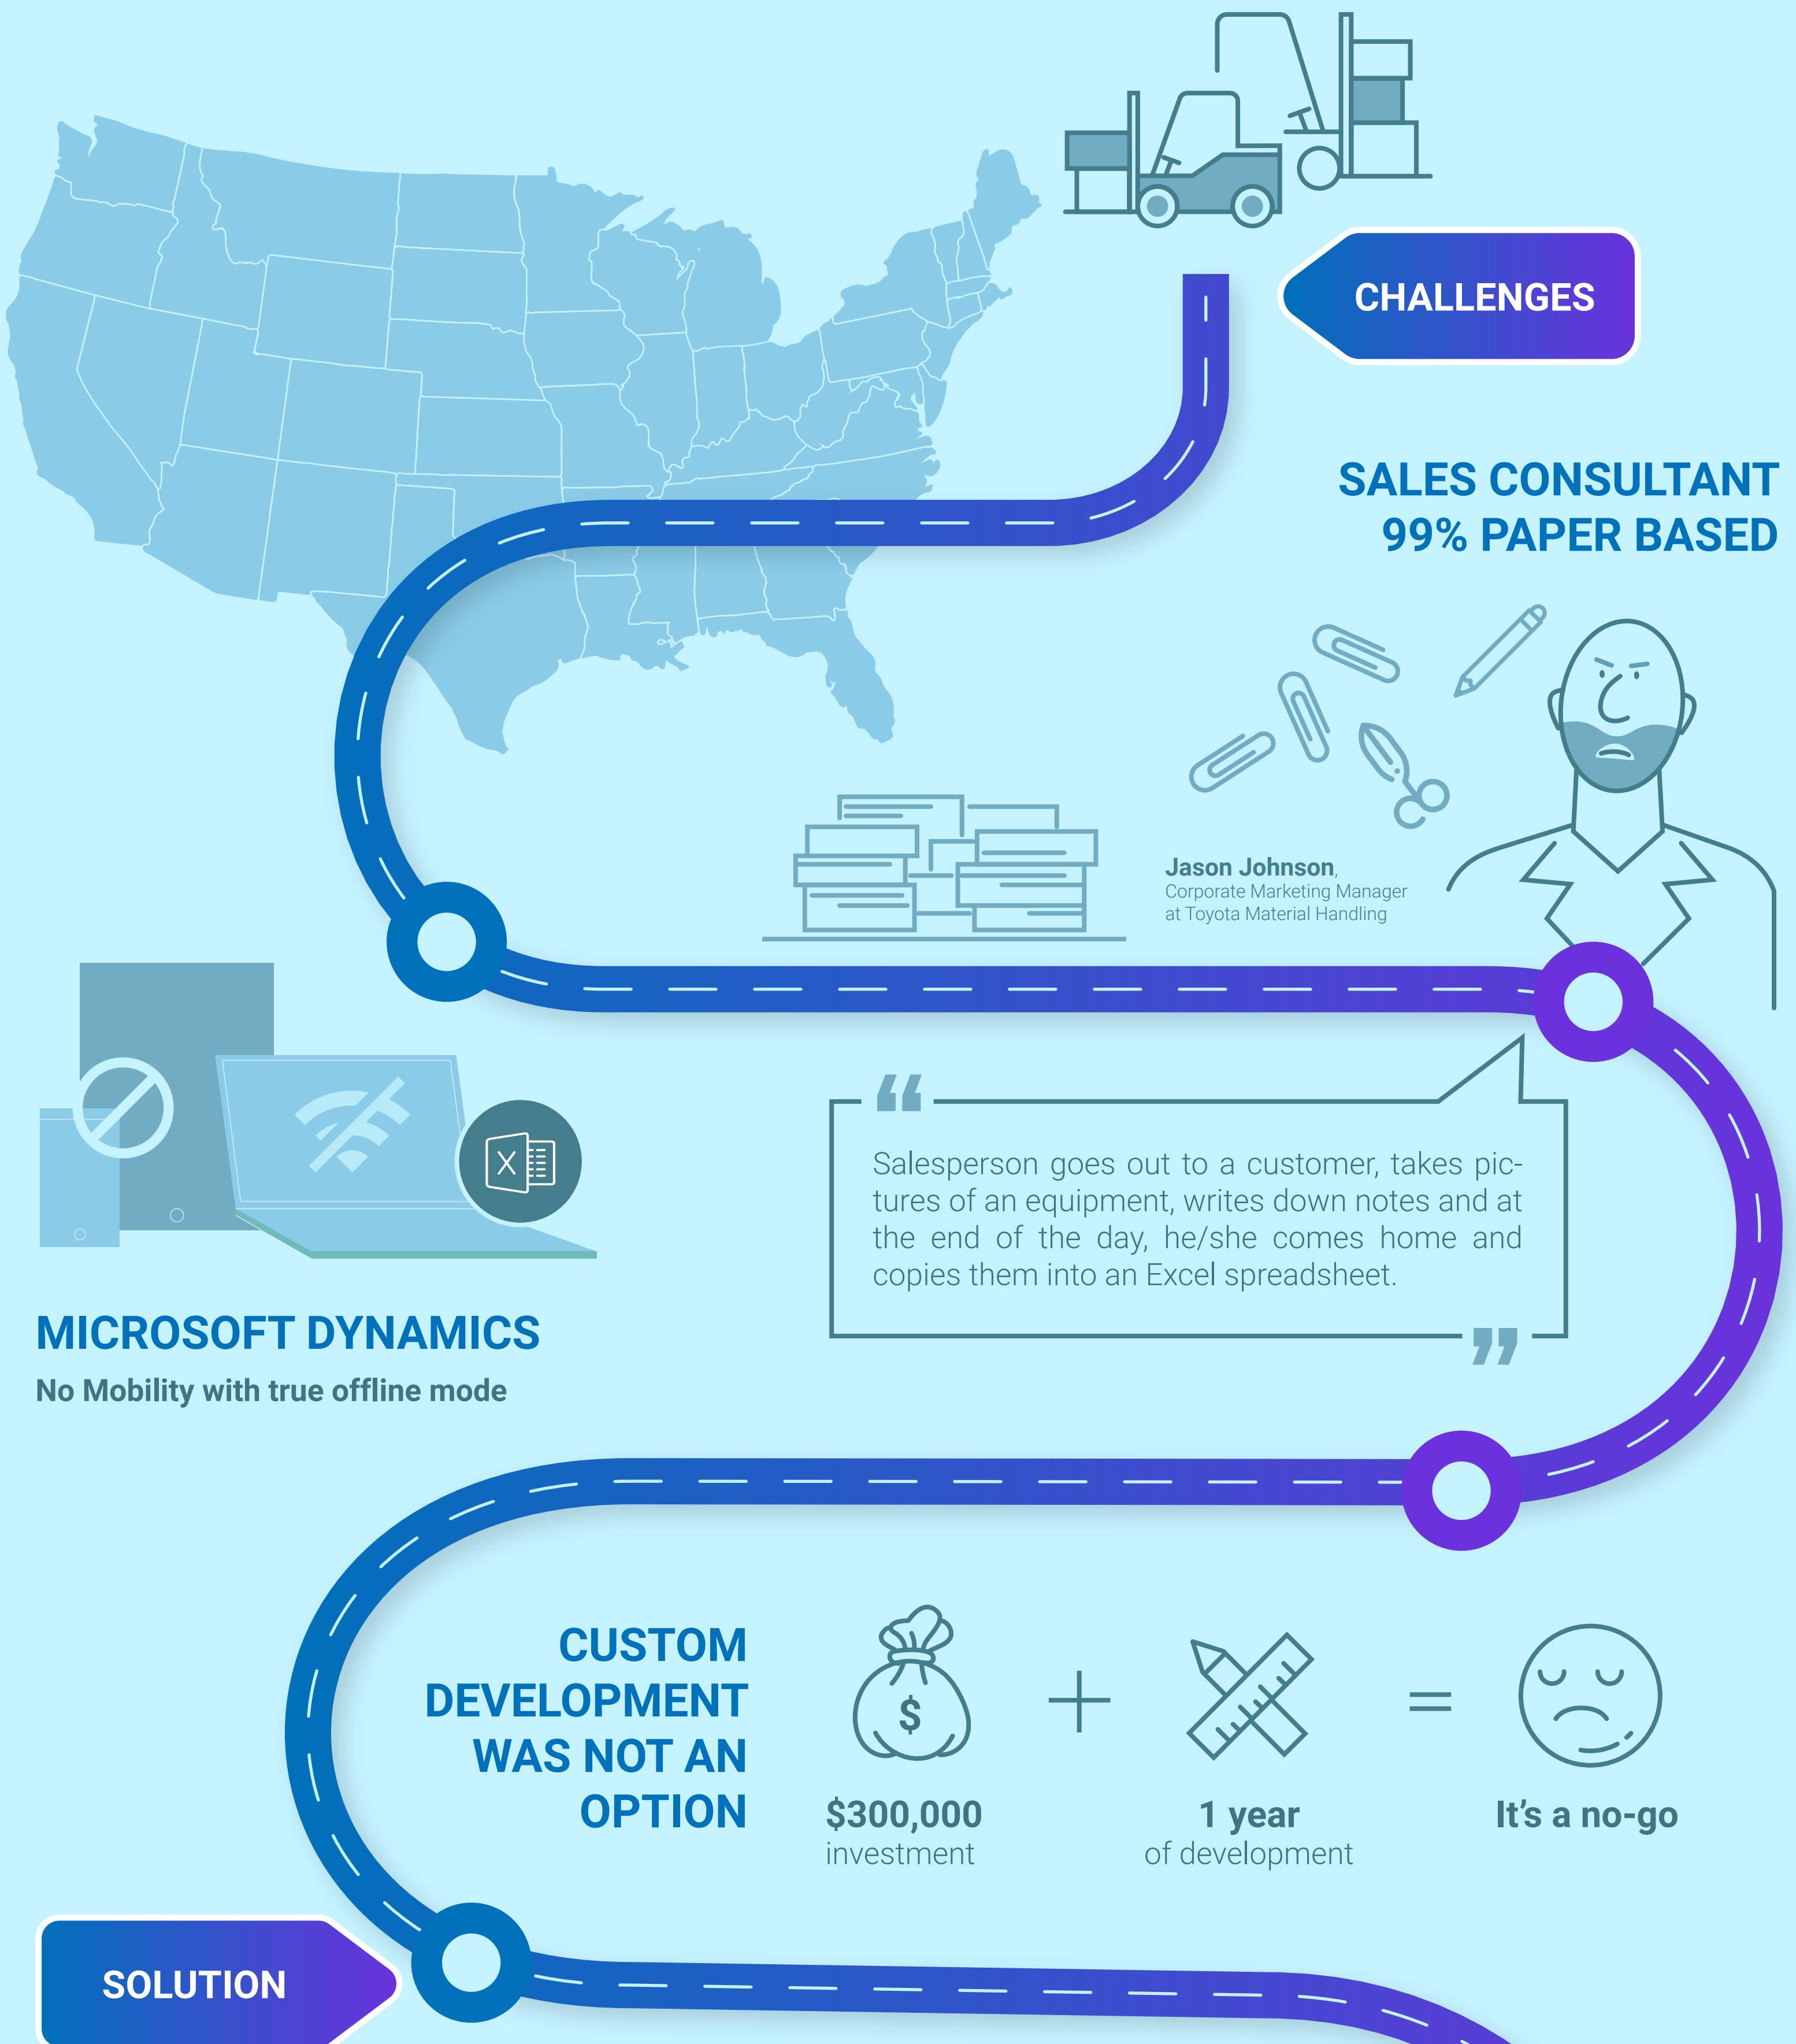 CHALLENGES
SALES CONSULTANT
99% PAPER BASED
Jason Johnson,
Corporate Marketing Manager
at Toyota Material Handling
“
Salesperson goes out to a customer, takes pic-
tures of an equipment, writes down notes and at
the end of the day, he/she comes home and
copies them into an Excel spreadsheet.
”
X
MICROSOFT DYNAMICS
No Mobility with true offline mode
CUSTOM
DEVELOPMENT
WAS NOT AN
OPTION
$
+
=
$300,000
investment
1 year
of development
It’s a no-go
SOLUTION